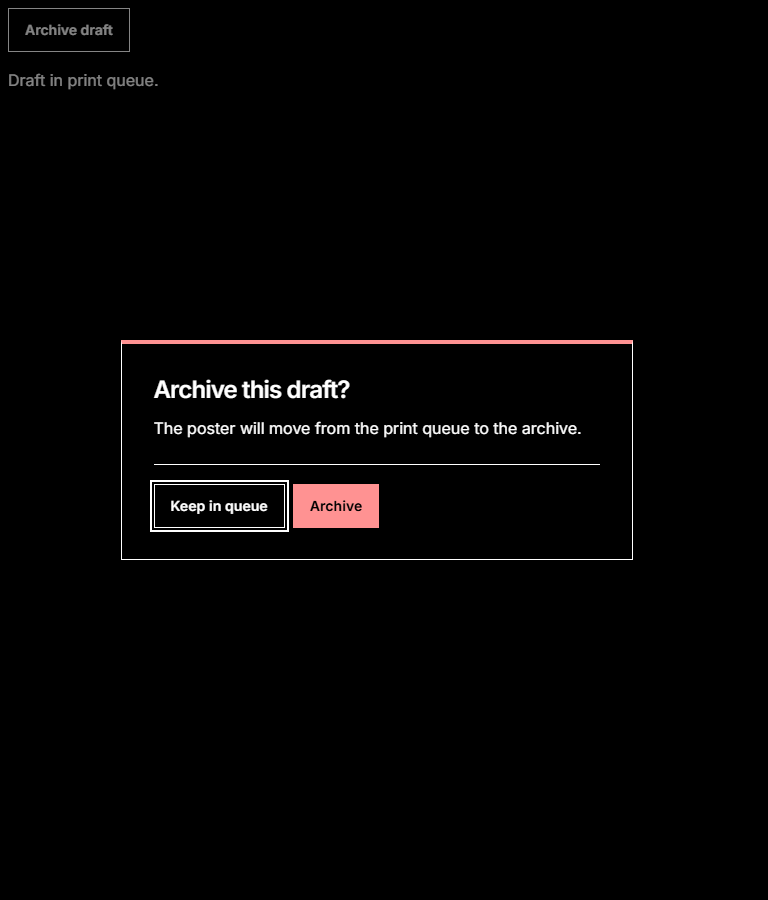 Archive draft
Draft in print queue.
Archive this draft?
The poster will move from the print queue to the archive.
Keep in queue
Archive